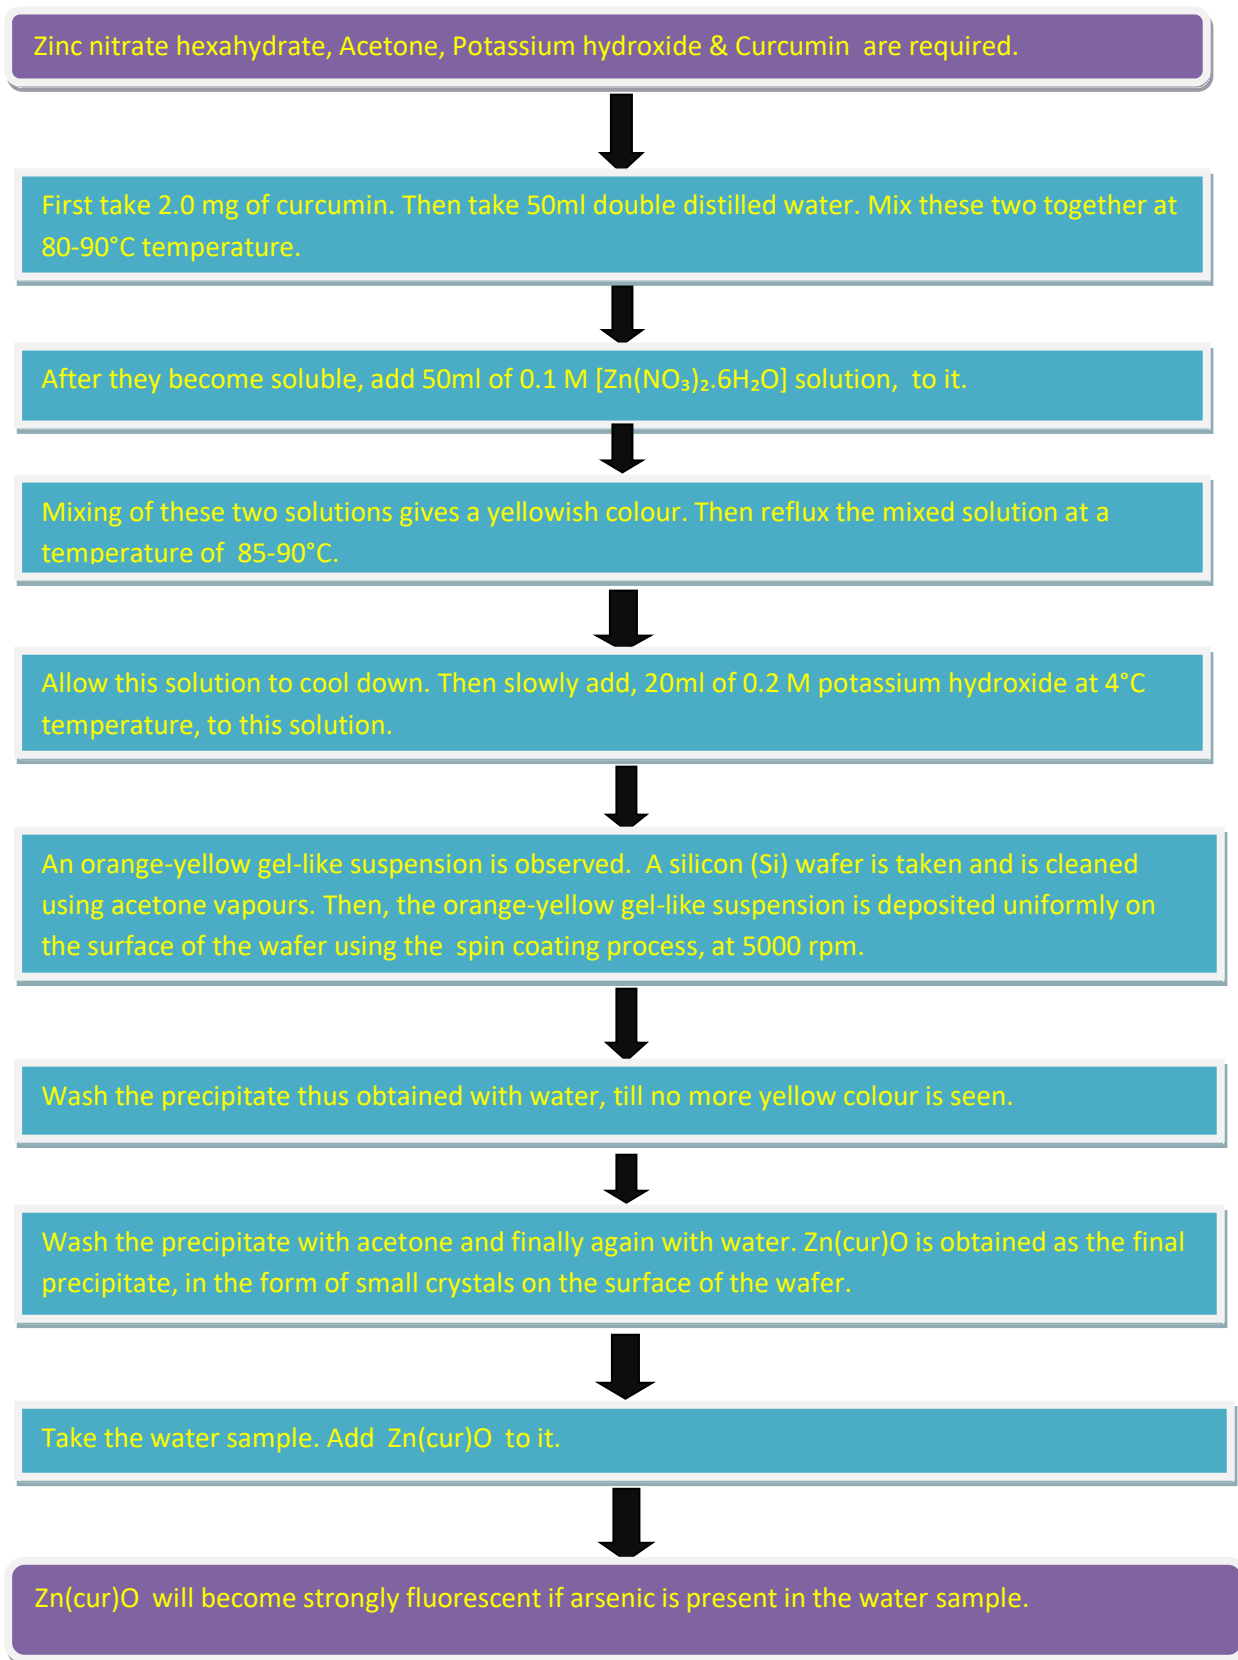 Zinc nitrate hexahydrate, Acetone, Potassium hydroxide & Curcumin are required.
First take 2.0 mg of curcumin. Then take 50ml double distilled water. Mix these two together at
80-90°C temperature.
After they become soluble, add 50ml of 0.1 M [Zn(NO₃)₂.6H₂O] solution, to it.
Mixing of these two solutions gives a yellowish colour. Then reflux the mixed solution at a
temperature of 85-90°C.
Allow this solution to cool down. Then slowly add, 20ml of 0.2 M potassium hydroxide at 4°C
temperature, to this solution.
An orange-yellow gel-like suspension is observed. A silicon (Si) wafer is taken and is cleaned
using acetone vapours. Then, the orange-yellow gel-like suspension is deposited uniformly on
the surface of the wafer using the spin coating process, at 5000 rpm.
Wash the precipitate thus obtained with water, till no more yellow colour is seen.
Wash the precipitate with acetone and finally again with water. Zn(cur)O is obtained as the final
precipitate, in the form of small crystals on the surface of the wafer.
Take the water sample. Add Zn(cur)O to it.
Zn(cur)O will become strongly fluorescent if arsenic is present in the water sample.